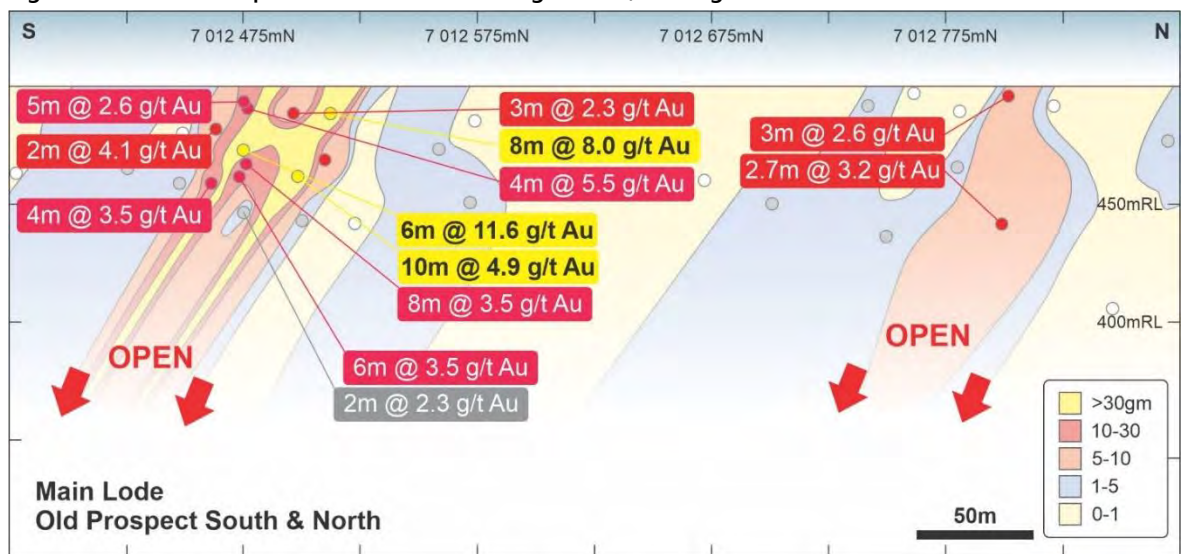 S
7 012 475mN
7 012 575mN
7 012 675mN
7 012 775mN
N
5m @ 2.6 g/t Au
2m @ 4.1 g/t Au
4m @ 3.5 g/t Au
3m @ 2.3 g/t Au
8m @ 8.0 g/t Au
4m @ 5.5 g/t Au
6m @ 11.6 g/t Au
10m @ 4.9 g/t Au
8m @ 3.5 g/t Au
6m @ 3.5 g/t Au
2m @ 2.3 g/t Au
3m @ 2.6 g/t Au
2.7m @ 3.2 g/t Au
450mRL
400mRL
OPEN
OPEN
>30gm
10-30
5-10
1-5
0-1
50m
Main Lode
Old Prospect South & North